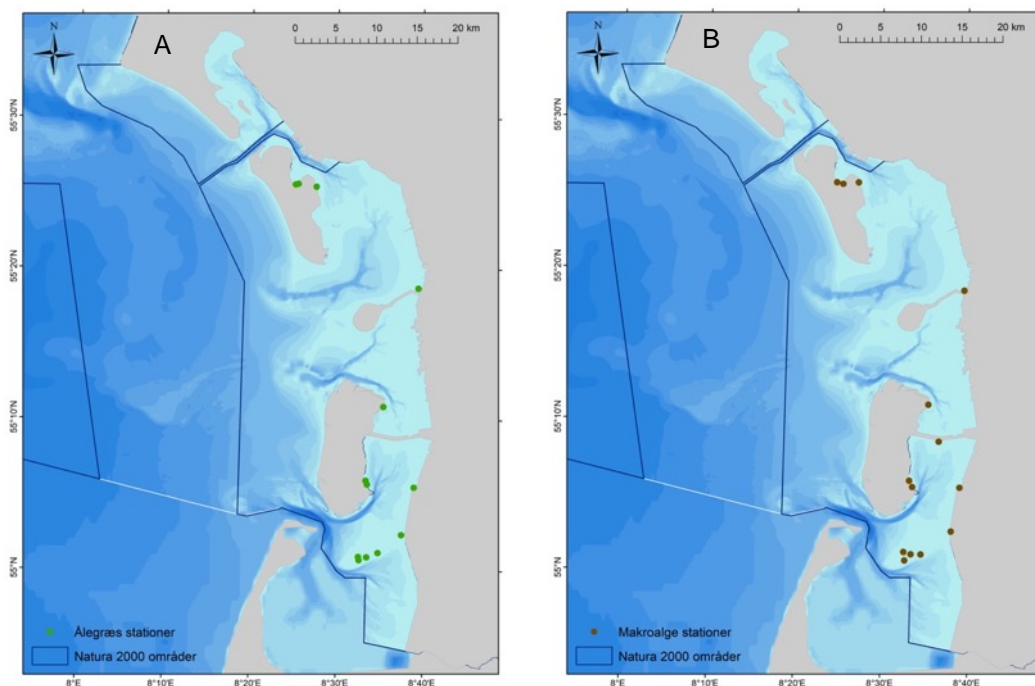 N
A
0 5 10 15 20 km
55°30'N
55°20'N
55°10'N
55°N
Ålegræs stationer
Natura 2000 områder
8°E 8°10'E 8°20'E 8°30'E 8°40'E
N
B
0 5 10 15 20 km
55°30'N
55°20'N
55°10'N
55°N
Makroalge stationer
Natura 2000 områder
8°E 8°10'E 8°20'E 8°30'E 8°40'E